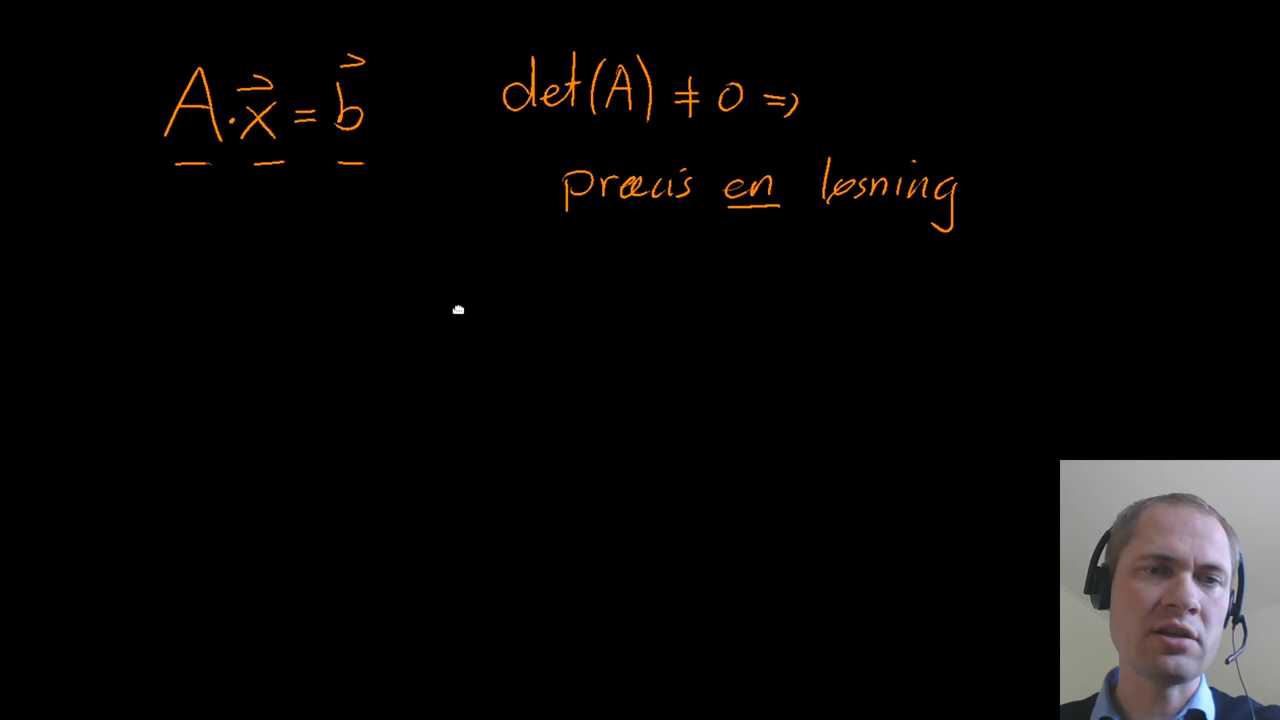 A · x⃗ = b⃗
det(A) ≠ 0 ⇒
præcis en løsning